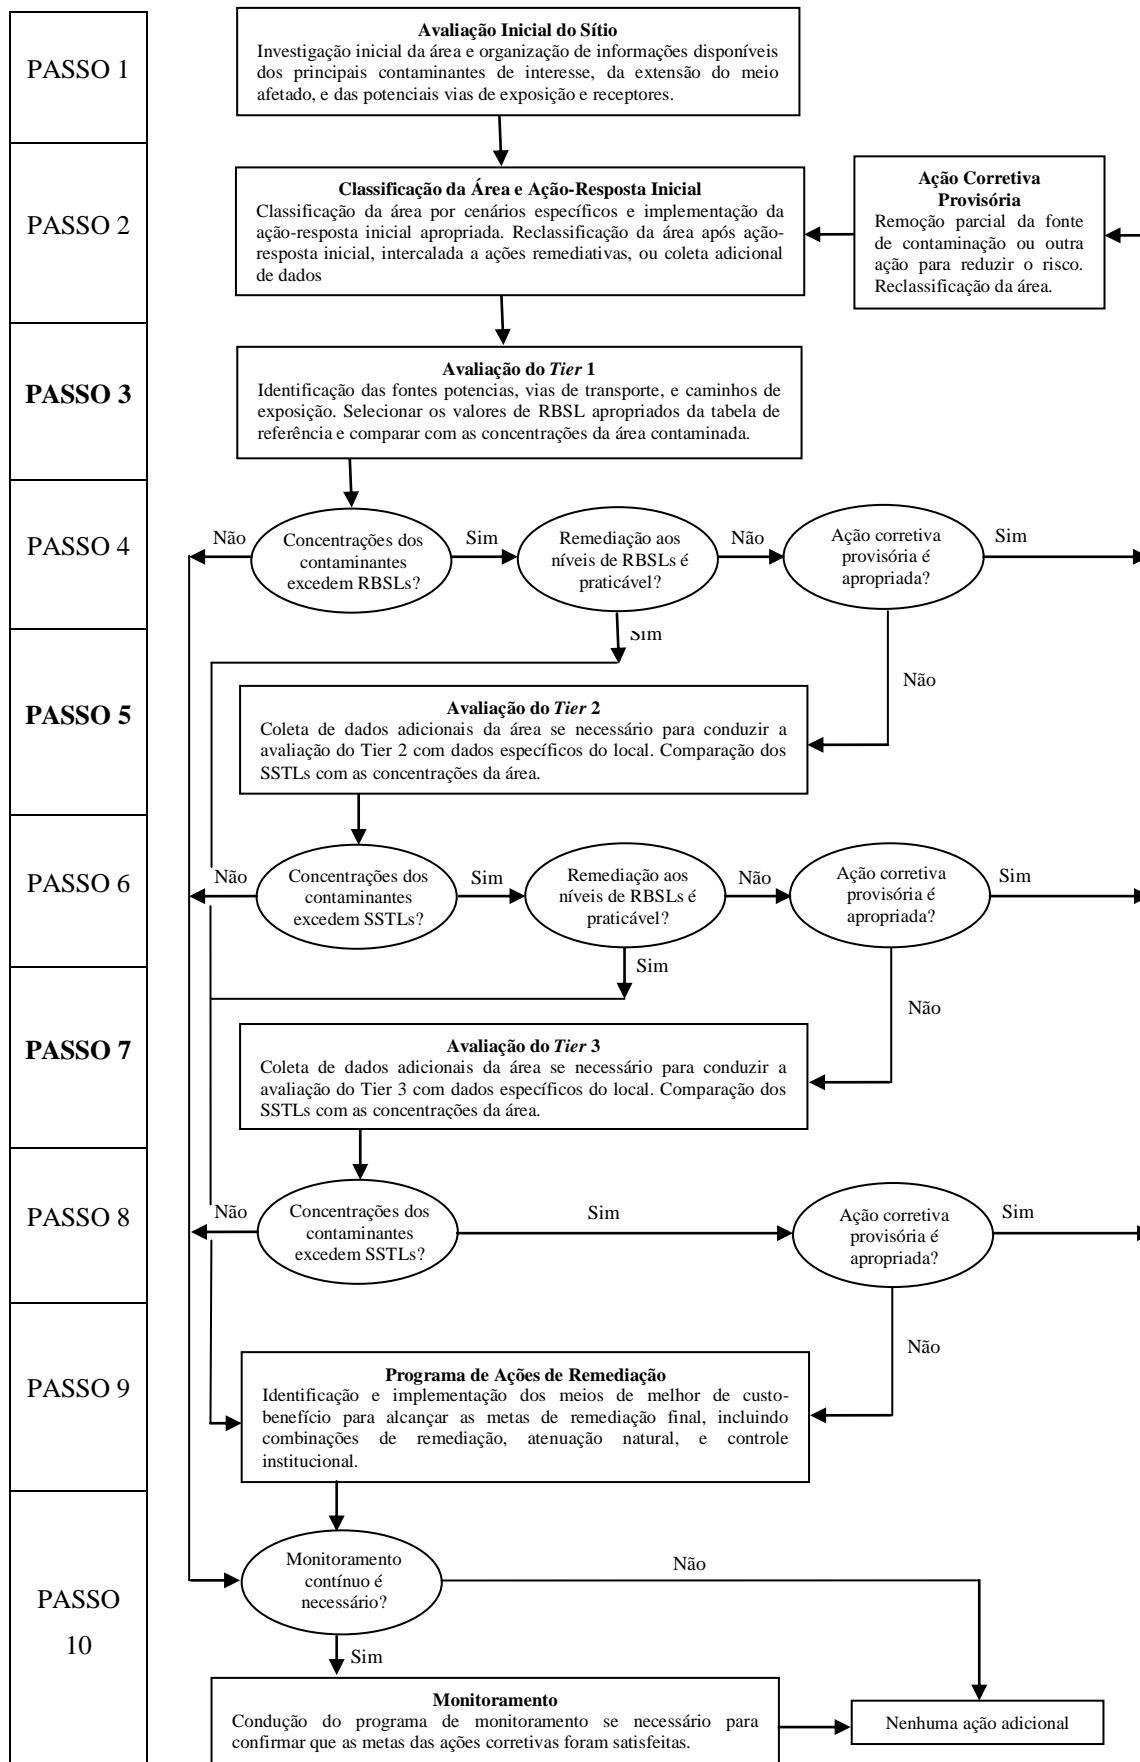 PASSO 1
Avaliação Inicial do Sítio
Investigação inicial da área e organização de informações disponíveis
dos principais contaminantes de interesse, da extensão do meio
afetado, e das potenciais vias de exposição e receptores.
PASSO 2
Classificação da Área e Ação-Resposta Inicial
Classificação da área por cenários específicos e implementação da
ação-resposta inicial apropriada. Reclassificação da área após ação-
resposta inicial, intercalada a ações remediativas, ou coleta adicional
de dados
Ação Corretiva
Provisória
Remoção parcial da fonte
de contaminação ou outra
ação para reduzir o risco.
Reclassificação da área.
PASSO 3
Avaliação do Tier 1
Identificação das fontes potencias, vias de transporte, e caminhos de
exposição. Selecionar os valores de RBSL apropriados da tabela de
referência e comparar com as concentrações da área contaminada.
PASSO 4
Não
Concentrações dos
contaminantes
excedem RBSLs?
Sim
Remediação aos
níveis de RBSLs é
praticável?
Não
Ação corretiva
provisória é
apropriada?
Sim
Sim
Não
PASSO 5
Avaliação do Tier 2
Coleta de dados adicionais da área se necessário para conduzir a
avaliação do Tier 2 com dados específicos do local. Comparação dos
SSTLs com as concentrações da área.
PASSO 6
Não
Concentrações dos
contaminantes
excedem SSTLs?
Sim
Remediação aos
níveis de RBSLs é
praticável?
Não
Ação corretiva
provisória é
apropriada?
Sim
Sim
Não
PASSO 7
Avaliação do Tier 3
Coleta de dados adicionais da área se necessário para conduzir a
avaliação do Tier 3 com dados específicos do local. Comparação dos
SSTLs com as concentrações da área.
PASSO 8
Não
Concentrações dos
contaminantes
excedem SSTLs?
Sim
Ação corretiva
provisória é
apropriada?
Sim
Não
PASSO 9
Programa de Ações de Remediação
Identificação e implementação dos meios de melhor de custo-
benefício para alcançar as metas de remediação final, incluindo
combinações de remediação, atenuação natural, e controle
institucional.
PASSO
10
Monitoramento
contínuo é
necessário?
Não
Sim
Monitoramento
Condução do programa de monitoramento se necessário para
confirmar que as metas das ações corretivas foram satisfeitas.
Nenhuma ação adicional